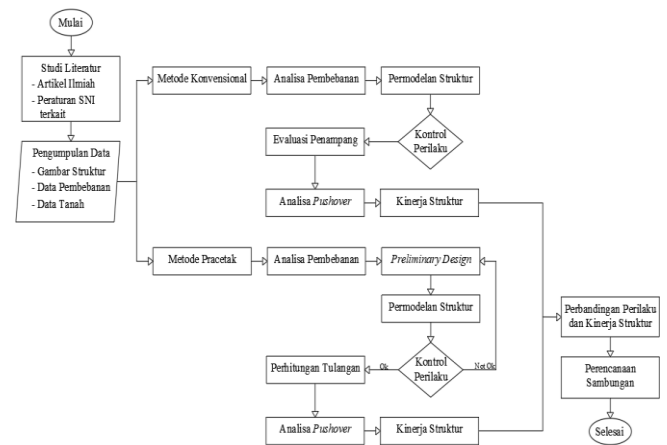 Mulai
Studi Literatur
- Artikel Ilmiah
- Peraturan SNI
terkait
Pengumpulan Data
- Gambar Struktur
- Data Pembebanan
- Data Tanah
Metode Konvensional
Analisa Pembebanan
Permodelan Struktur
Kontrol
Perilaku
Evaluasi Penampang
Analisa Pushover
Kinerja Struktur
Metode Pracetak
Analisa Pembebanan
Preliminary Design
Permodelan Struktur
Kontrol
Perilaku
Ok
Not Ok
Perhitungan Tulangan
Analisa Pushover
Kinerja Struktur
Perbandingan Perilaku
dan Kinerja Struktur
Perencanaan
Sambungan
Selesai